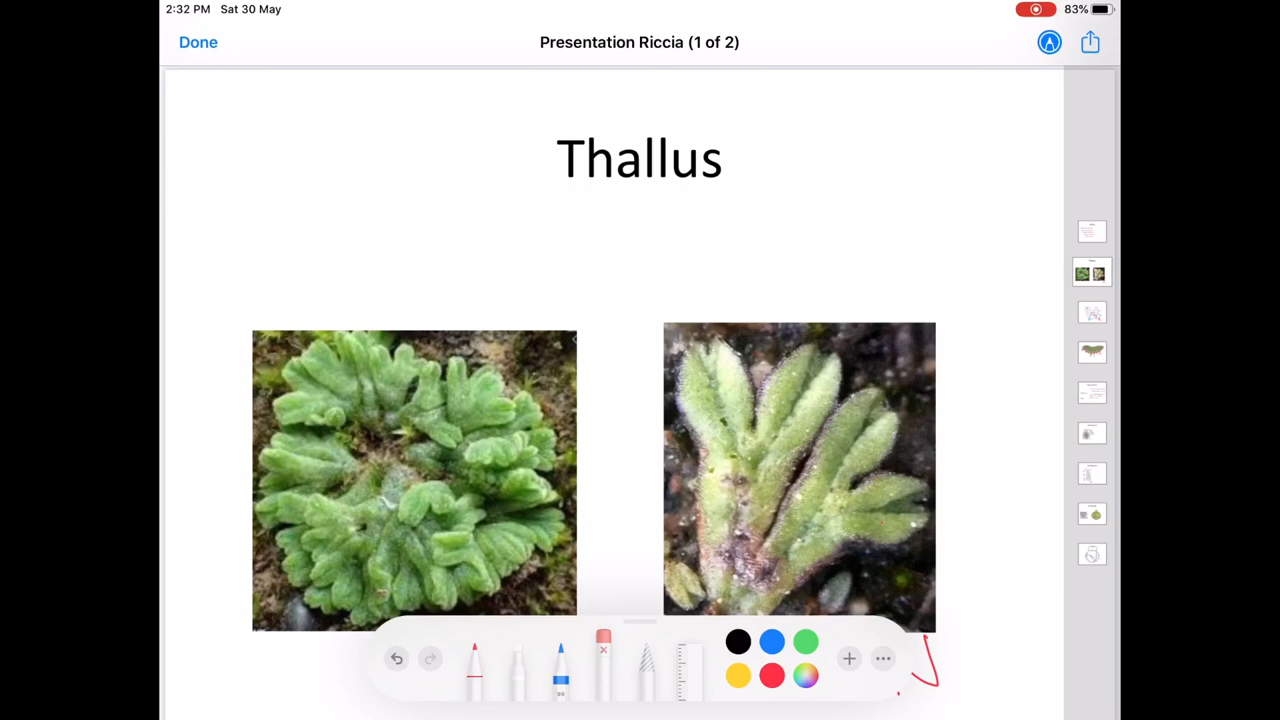 2:32 PM Sat 30 May
83%
Done
Presentation Riccia (1 of 2)
Thallus